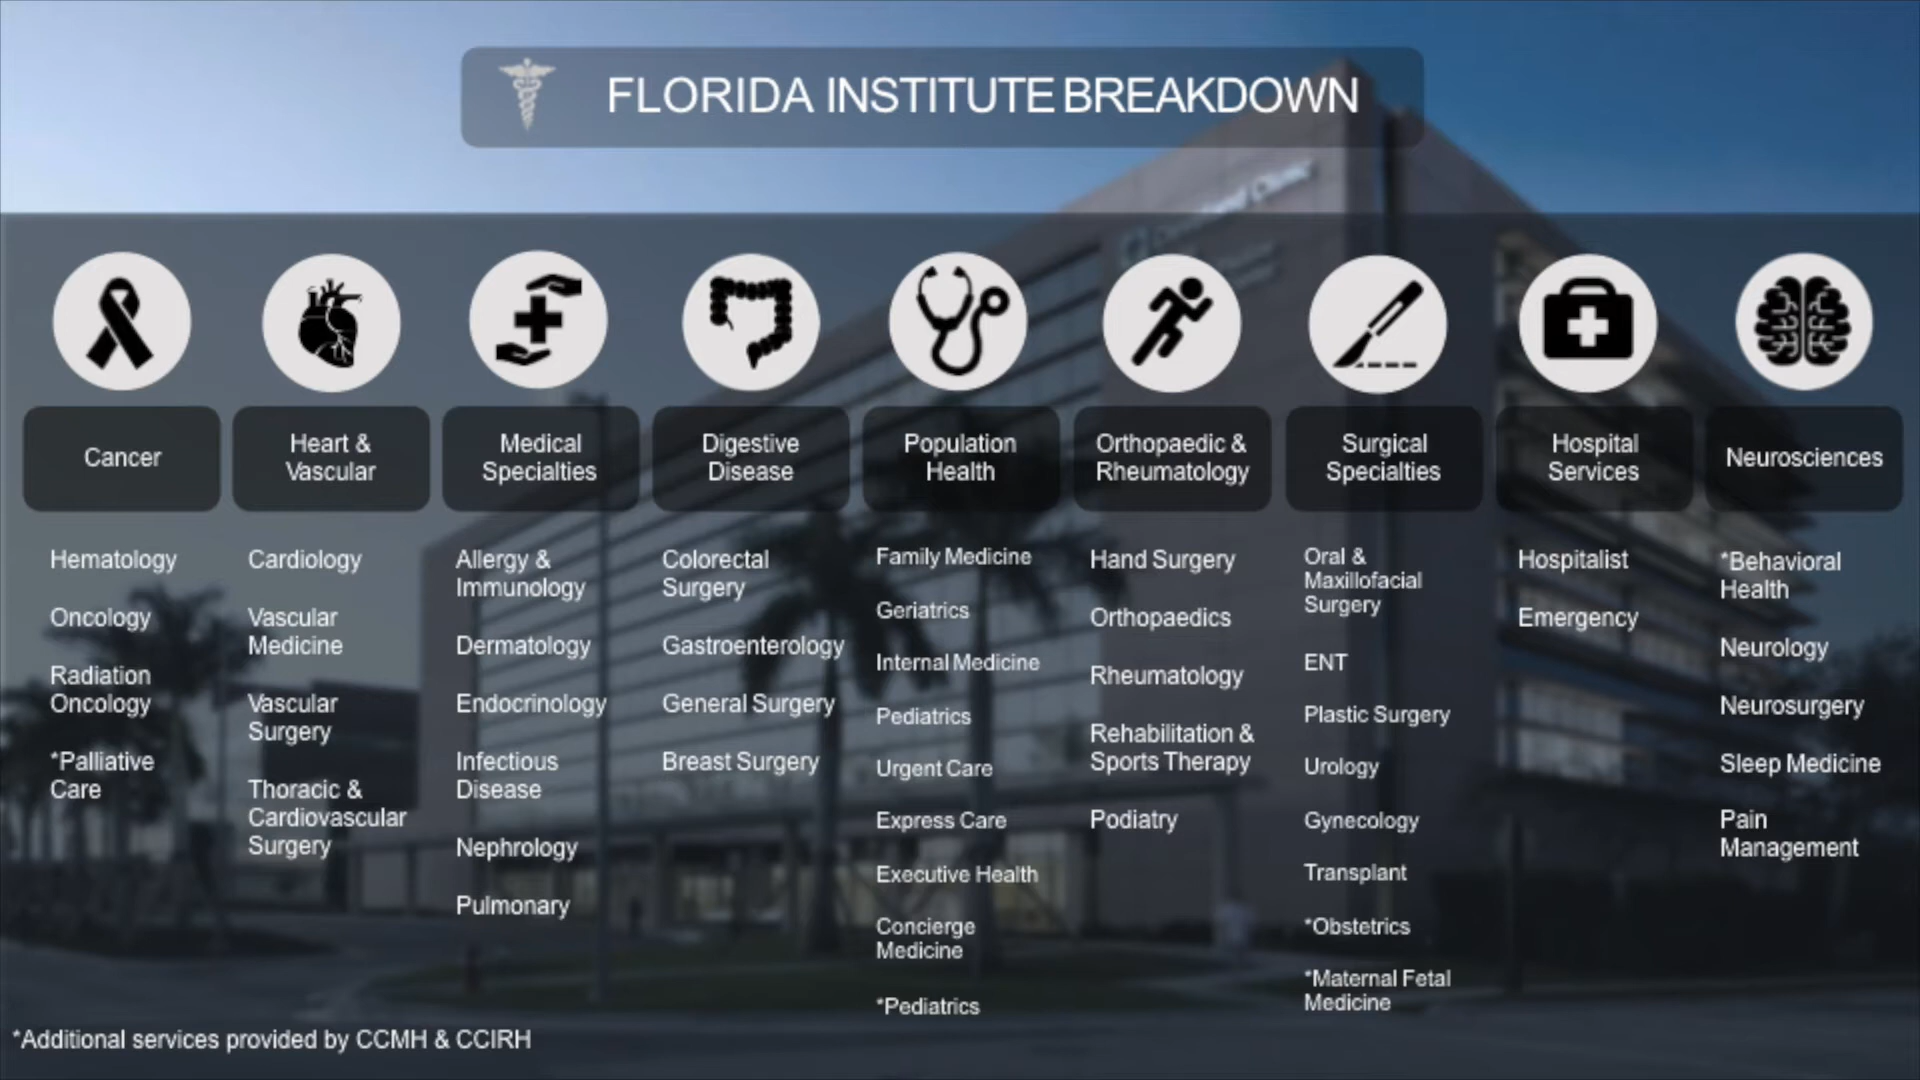 FLORIDA INSTITUTE BREAKDOWN
Cancer
Hematology
Oncology
Radiation
Oncology
*Palliative
Care
Heart &
Vascular
Cardiology
Vascular
Medicine
Vascular
Surgery
Thoracic &
Cardiovascular
Surgery
Medical
Specialties
Allergy &
Immunology
Dermatology
Endocrinology
Infectious
Disease
Nephrology
Pulmonary
Digestive
Disease
Colorectal
Surgery
Gastroenterology
General Surgery
Breast Surgery
Population
Health
Family Medicine
Geriatrics
Internal Medicine
Pediatrics
Urgent Care
Express Care
Executive Health
Concierge
Medicine
*Pediatrics
Orthopaedic &
Rheumatology
Hand Surgery
Orthopaedics
Rheumatology
Rehabilitation &
Sports Therapy
Podiatry
Surgical
Specialties
Oral &
Maxillofacial
Surgery
ENT
Plastic Surgery
Urology
Gynecology
Transplant
*Obstetrics
*Maternal Fetal
Medicine
Hospital
Services
Hospitalist
Emergency
Neurosciences
*Behavioral
Health
Neurology
Neurosurgery
Sleep Medicine
Pain
Management
*Additional services provided by CCMH & CCIRH